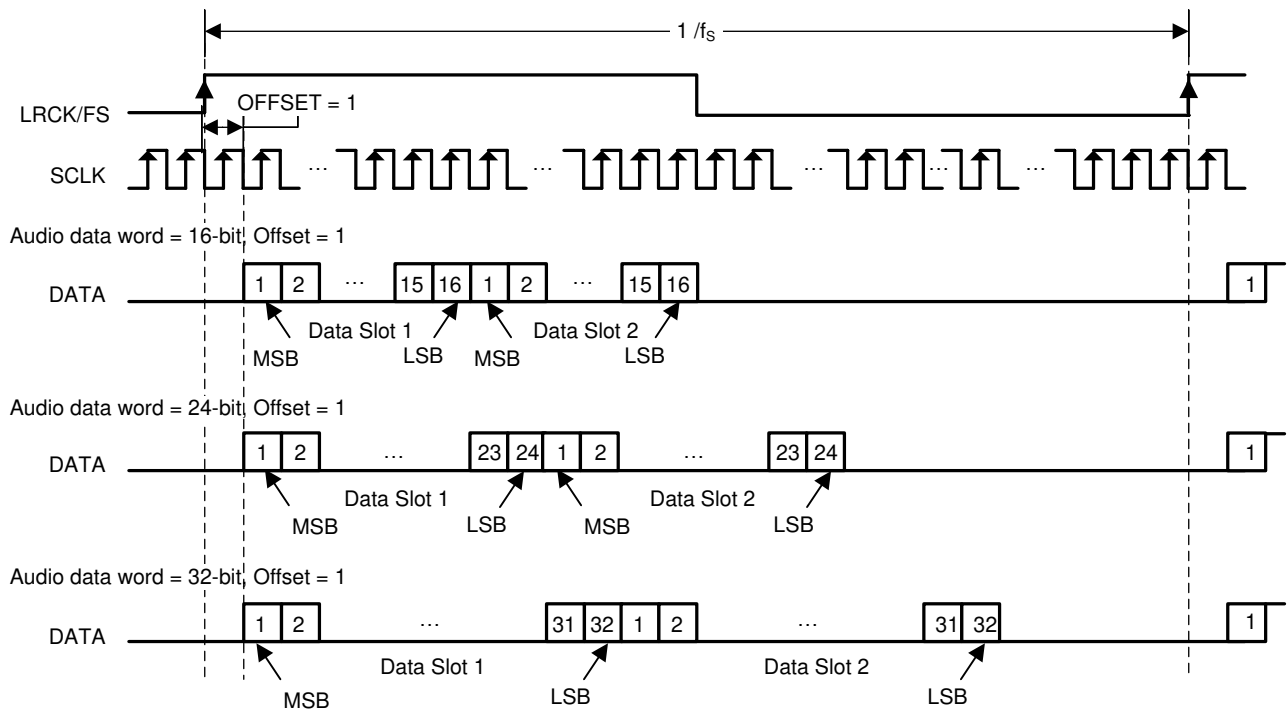 1 /fS
LRCK/FS
OFFSET = 1
SCLK
... ... ... ... ...
Audio data word = 16-bit, Offset = 1
DATA
1 2 ... 15 16 1 2 ... 15 16 1
Data Slot 1 Data Slot 2
MSB LSB MSB LSB
Audio data word = 24-bit, Offset = 1
DATA
1 2 ... 23 24 1 2 ... 23 24 1
Data Slot 1 Data Slot 2
MSB LSB MSB LSB
Audio data word = 32-bit, Offset = 1
DATA
1 2 ... 31 32 1 2 ... 31 32 1
Data Slot 1 Data Slot 2
MSB LSB LSB